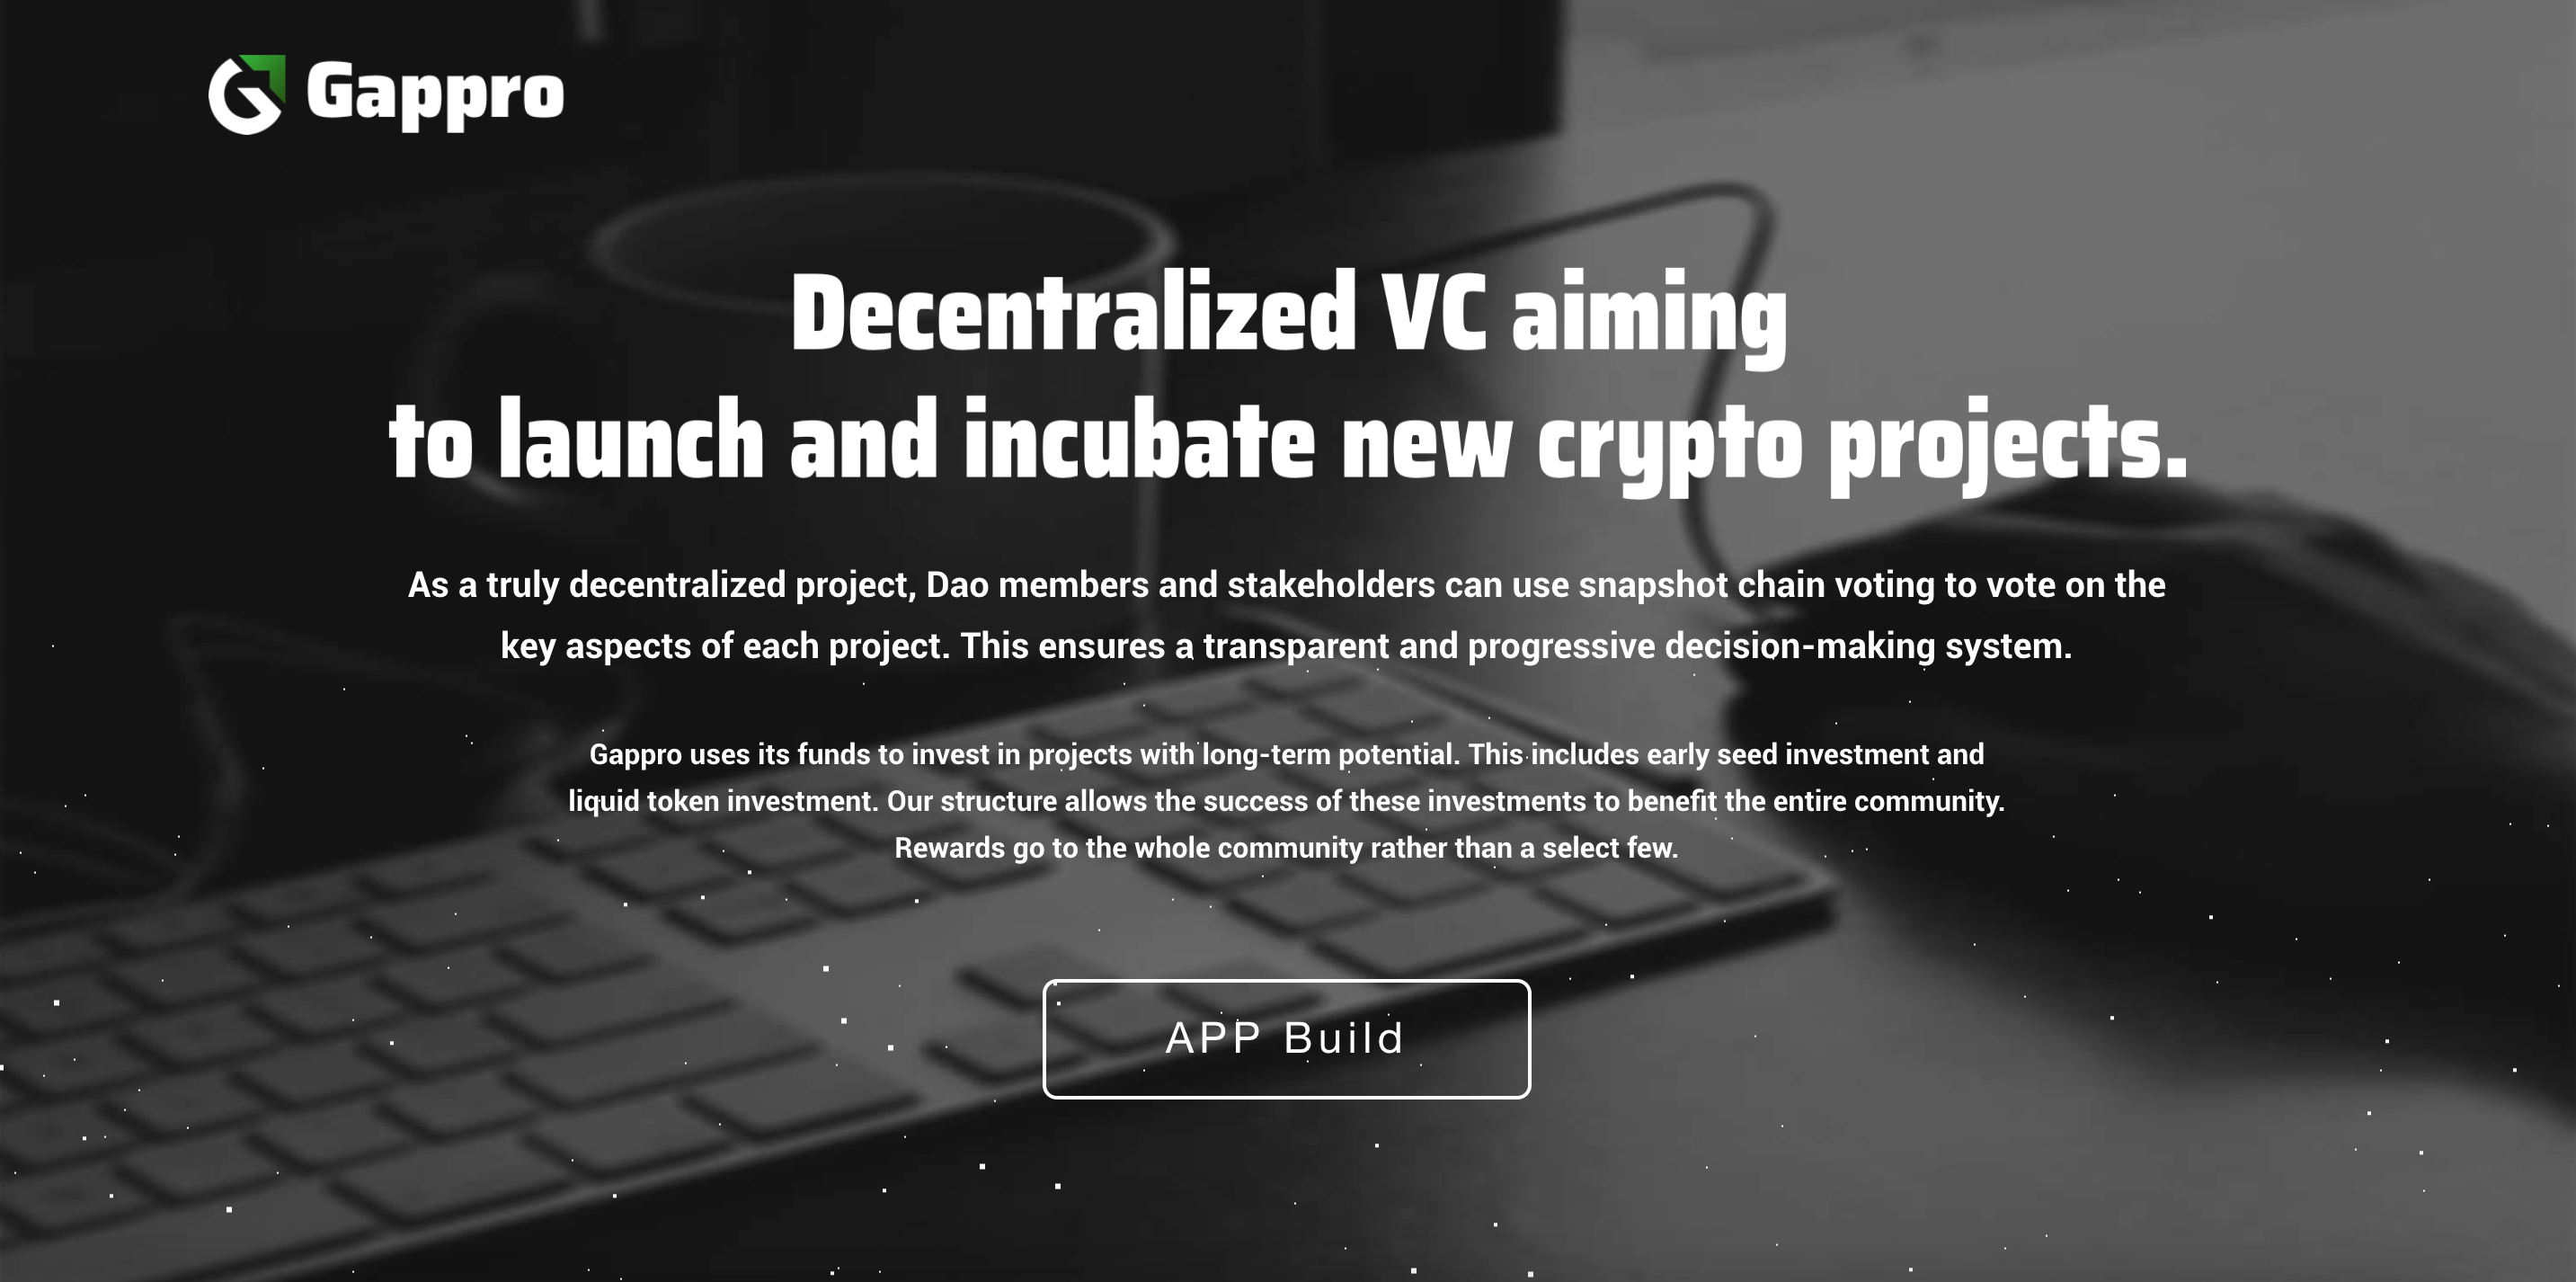 Gappro
Decentralized VC aiming
to launch and incubate new crypto projects.
As a truly decentralized project, Dao members and stakeholders can use snapshot chain voting to vote on the
key aspects of each project. This ensures a transparent and progressive decision-making system.
Gappro uses its funds to invest in projects with long-term potential. This includes early seed investment and
liquid token investment. Our structure allows the success of these investments to benefit the entire community.
Rewards go to the whole community rather than a select few.
APP Build